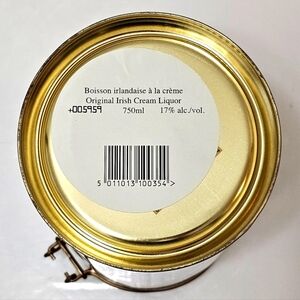 Boisson irlandaise à la crème
Original Irish Cream Liquor
+005959 750ml 17% alc./vol.
5 011013 100354 >